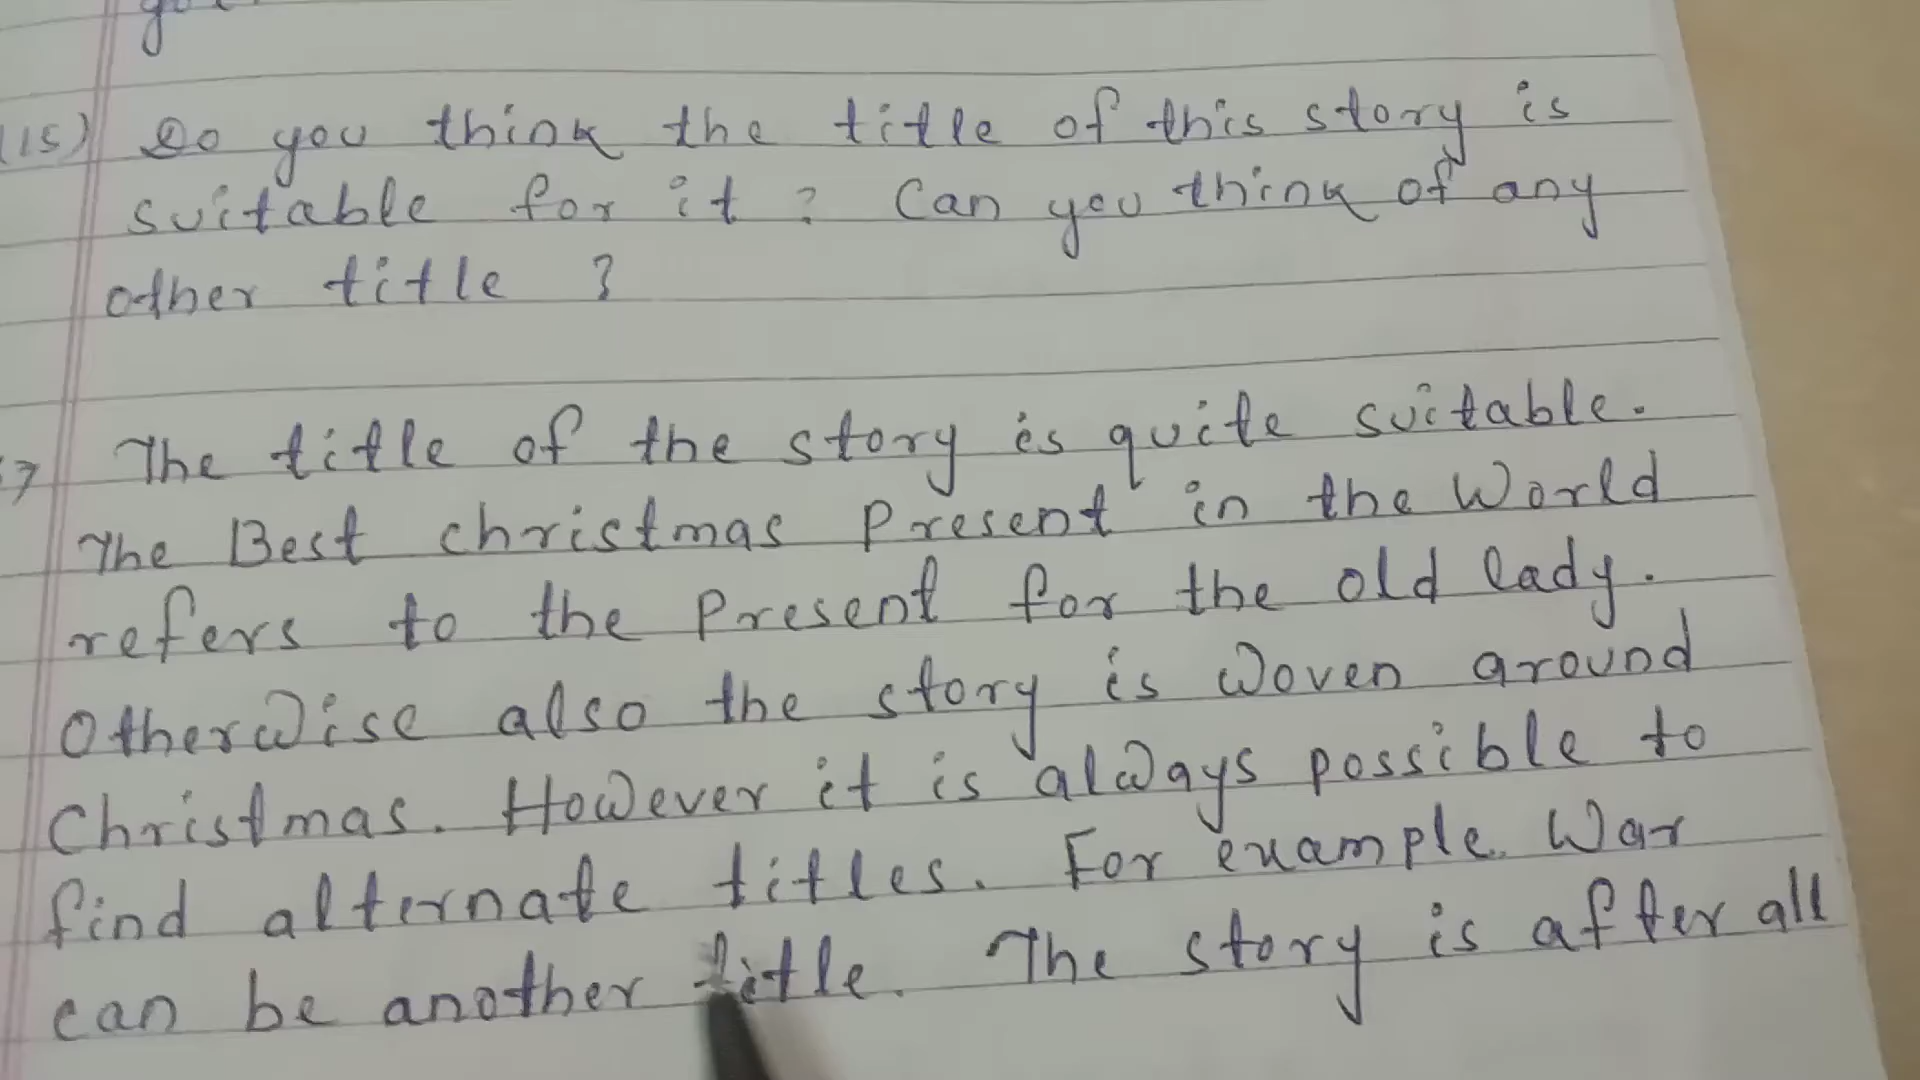 (15) Do you think the title of this story is
suitable for it ? Can you think of any
other title ?
The title of the story is quite suitable.
The Best christmas Present in the World
refers to the Present for the old lady.
Otherwise also the story is woven around
Christmas. However it is always possible to
find alternate titles. For example. War
can be another title. The story is after all